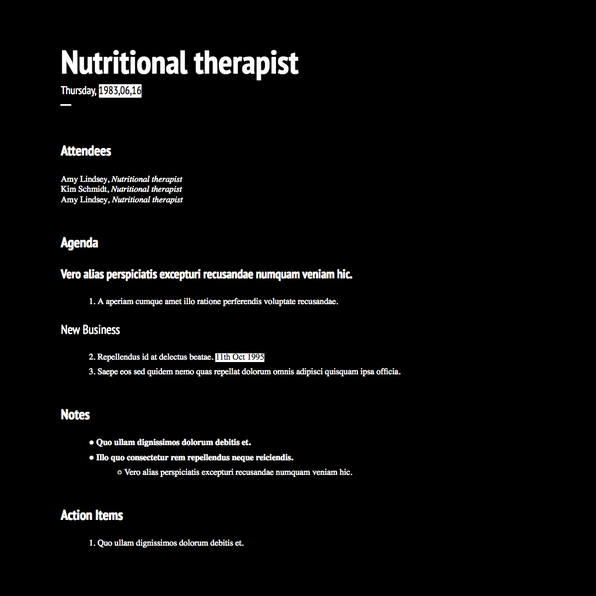 Nutritional therapist
Thursday, 1983,06,16
Attendees
Amy Lindsey, Nutritional therapist
Kim Schmidt, Nutritional therapist
Amy Lindsey, Nutritional therapist
Agenda
Vero alias perspiciatis excepturi recusandae numquam veniam hic.
1. A aperiam cumque amet illo ratione perferendis voluptate recusandae.
New Business
2. Repellendus id at delectus beatae. 11th Oct 1995
3. Saepe eos sed quidem nemo quas repellat dolorum omnis adipisci quisquam ipsa officia.
Notes
● Quo ullam dignissimos dolorum debitis et.
● Illo quo consectetur rem repellendus neque reiciendis.
○ Vero alias perspiciatis excepturi recusandae numquam veniam hic.
Action Items
1. Quo ullam dignissimos dolorum debitis et.